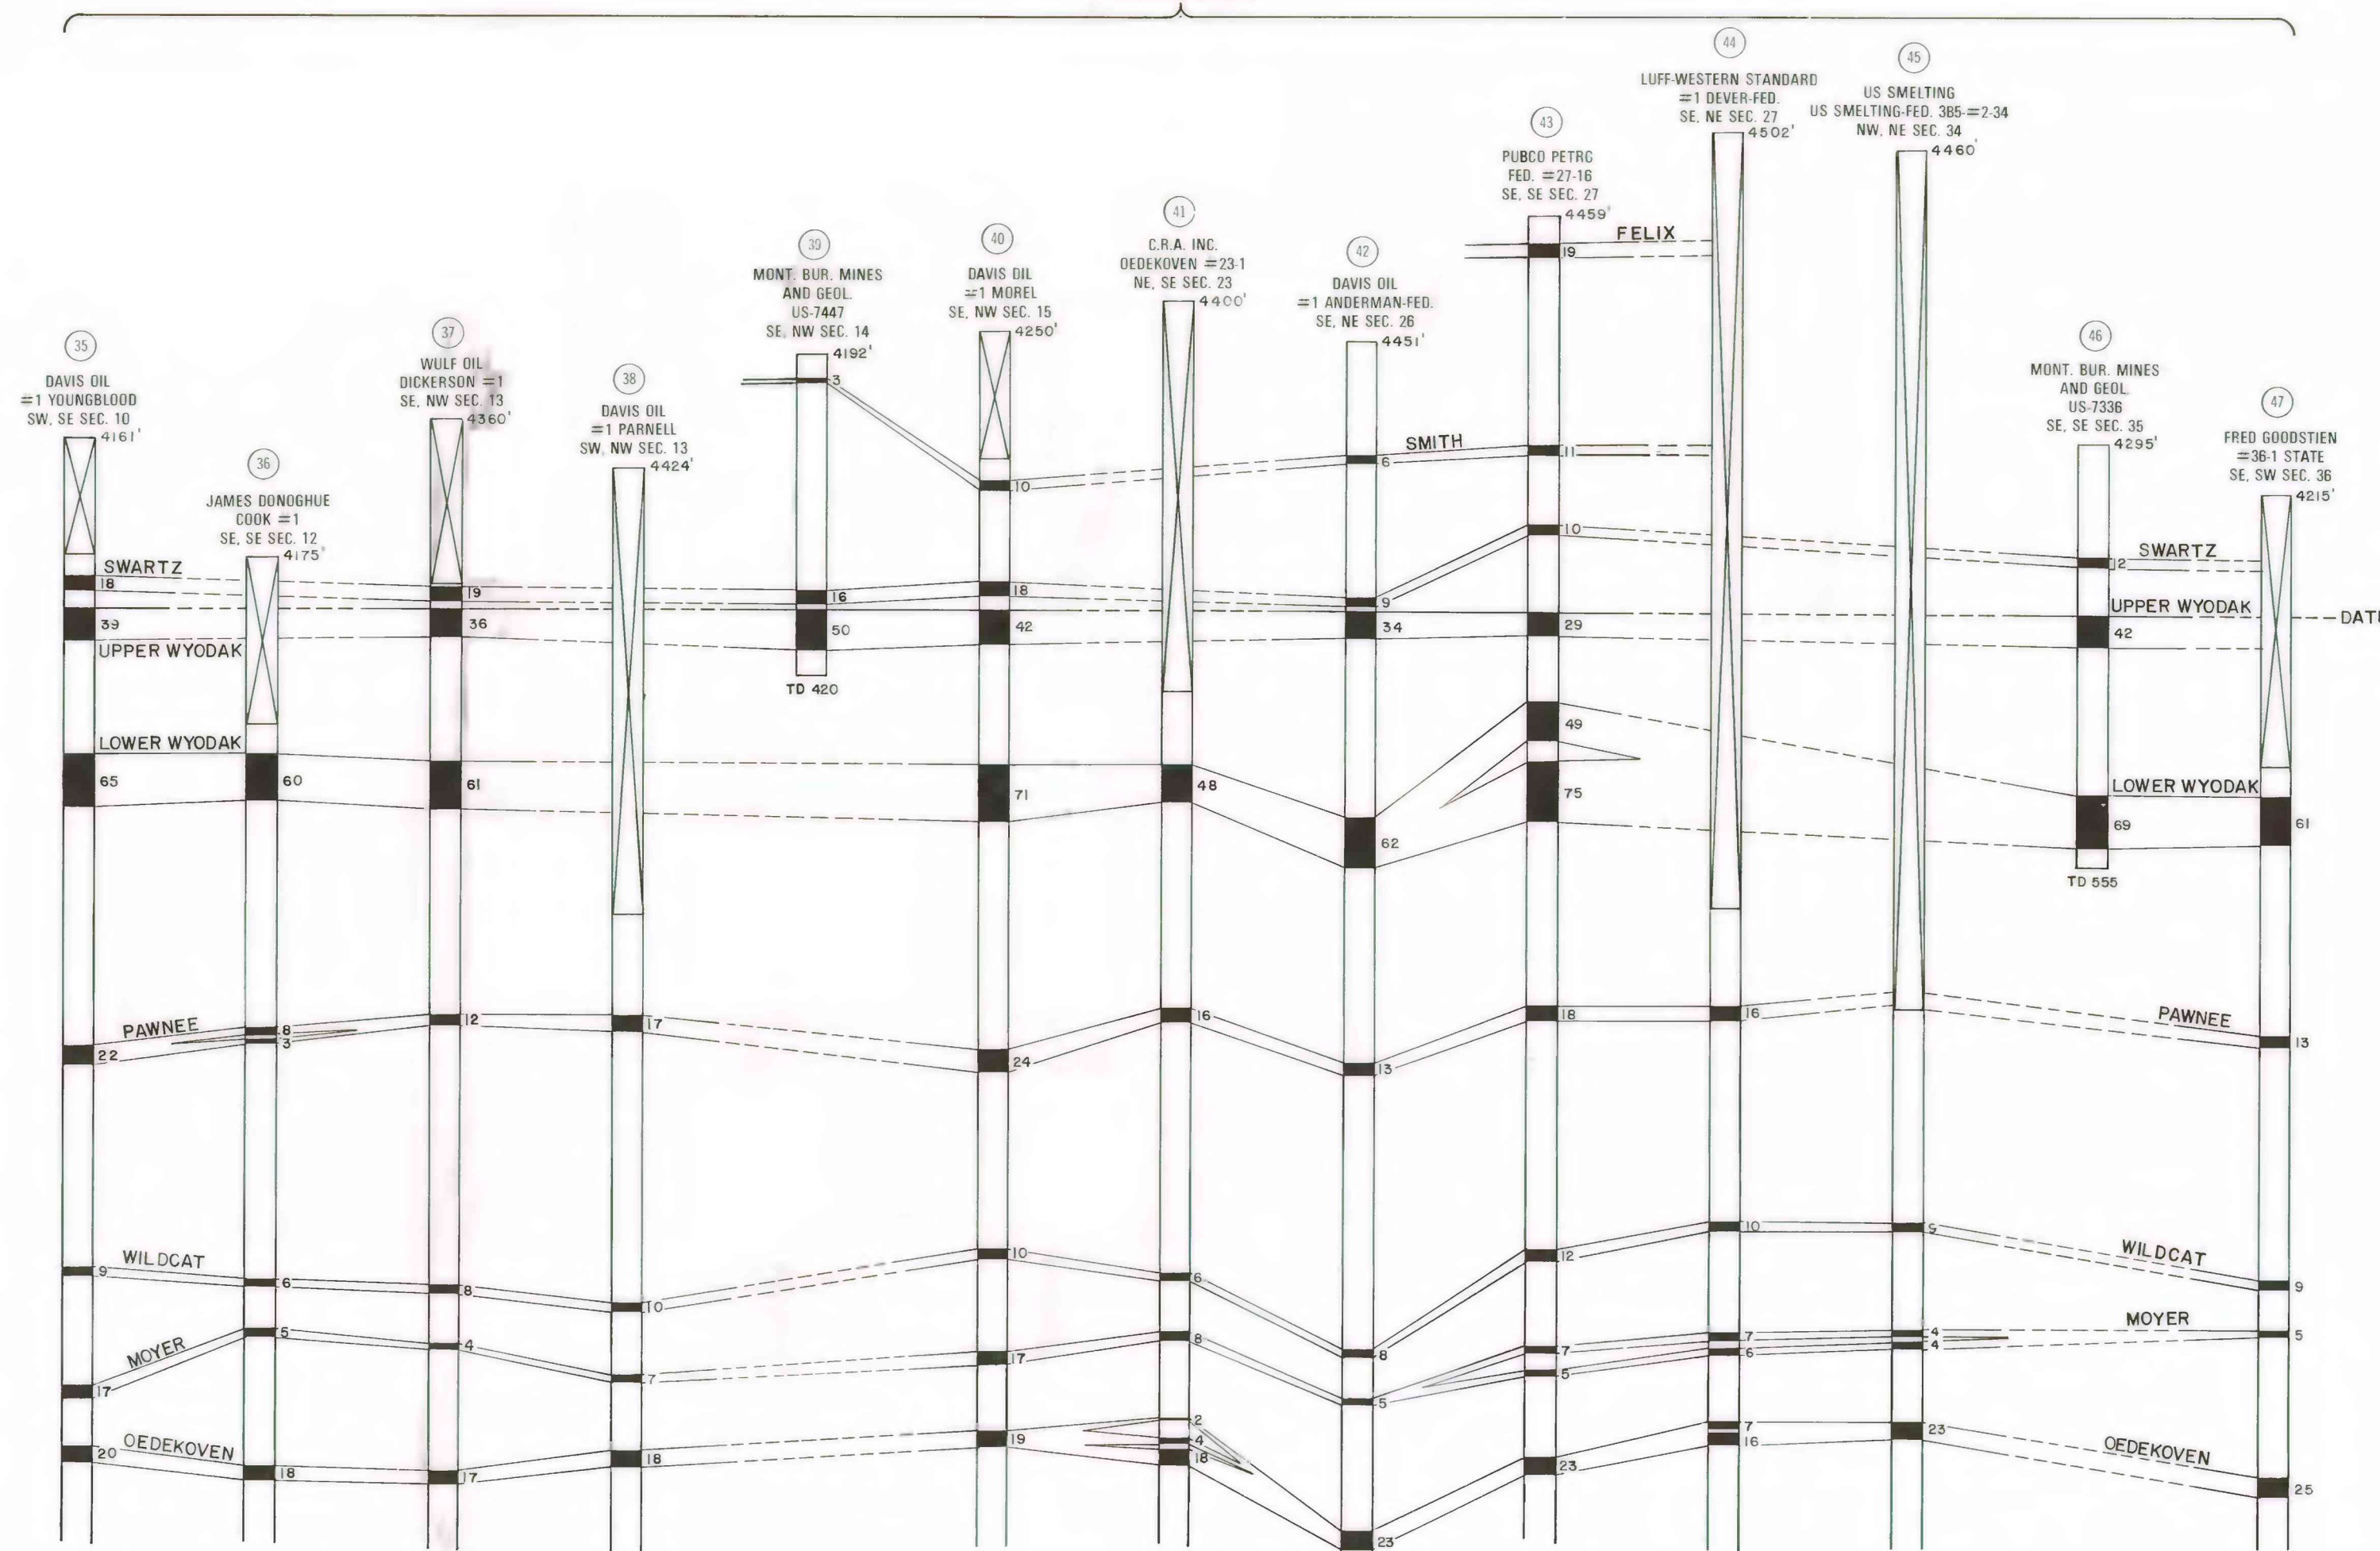 35
DAVIS OIL
=1 YOUNGBLOOD
SW, SE SEC. 10
4161'
SWARTZ
18
39
UPPER WYODAK
LOWER WYODAK
65
PAWNEE
22
WILDCAT
9
MOYER
17
OEDEKOVEN
20
36
JAMES DONOGHUE
COOK =1
SE, SE SEC. 12
4175'
60
8
3
6
5
18
37
WULF OIL
DICKERSON =1
SE, NW SEC. 13
4360'
19
36
61
12
8
4
17
38
DAVIS OIL
=1 PARNELL
SW, NW SEC. 13
4424'
17
10
7
18
39
MONT. BUR. MINES
AND GEOL.
US-7447
SE, NW SEC. 14
4192'
3
16
50
TD 420
40
DAVIS OIL
=1 MOREL
SE, NW SEC. 15
4250'
10
18
42
71
24
10
17
19
41
C.R.A. INC.
OEDEKOVEN =23-1
NE, SE SEC. 23
4400'
48
16
6
8
2
4
18
42
DAVIS OIL
=1 ANDERMAN-FED.
SE, NE SEC. 26
4451'
SMITH
6
9
34
62
13
8
5
23
43
PUBCO PETRO
FED. =27-16
SE, SE SEC. 27
4459'
FELIX
19
11
10
29
49
75
18
12
7
5
23
44
LUFF-WESTERN STANDARD
=1 DEVER-FED.
SE, NE SEC. 27
4502'
16
10
7
6
7
16
45
US SMELTING
US SMELTING-FED. 3B5-=2-34
NW, NE SEC. 34
4460'
9
4
4
23
46
MONT. BUR. MINES
AND GEOL.
US-7336
SE, SE SEC. 35
4295'
SWARTZ
12
UPPER WYODAK
42
LOWER WYODAK
69
TD 555
PAWNEE
WILDCAT
MOYER
OEDEKOVEN
47
FRED GOODSTIEN
=36-1 STATE
SE, SW SEC. 36
4215'
61
13
9
5
25